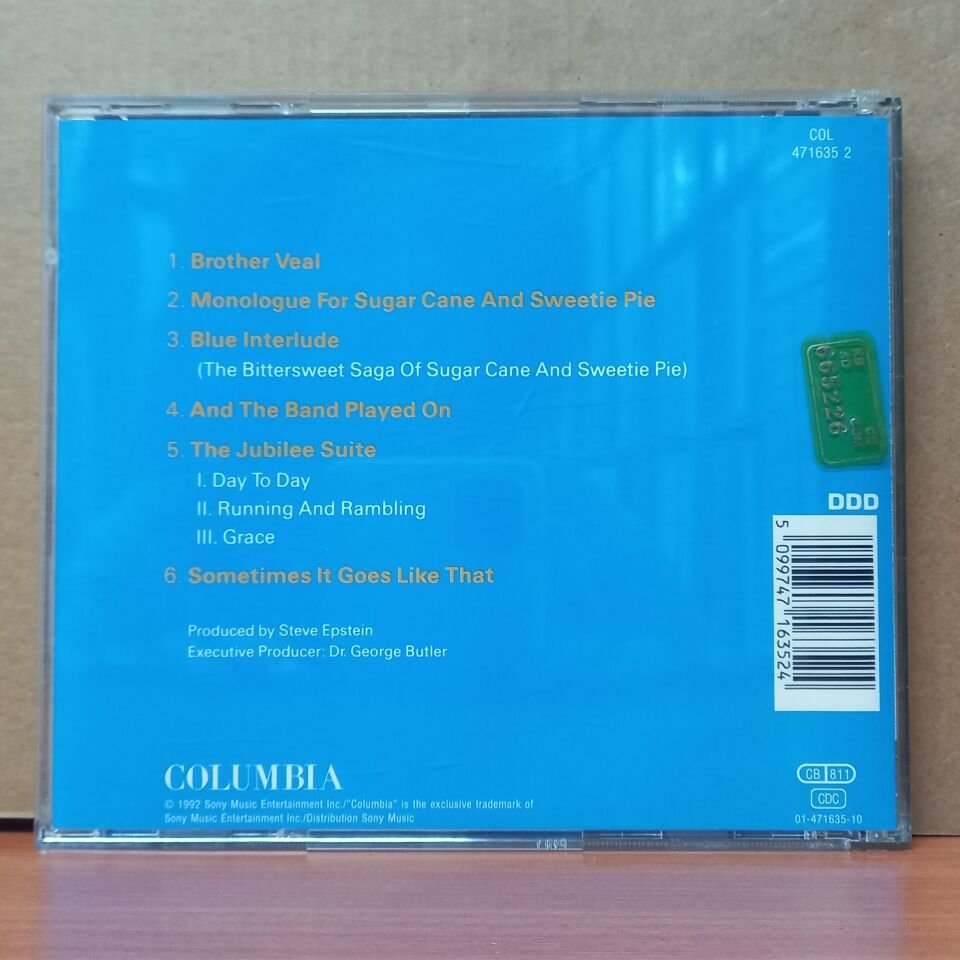 COL
471635 2
1. Brother Veal
2. Monologue For Sugar Cane And Sweetie Pie
3. Blue Interlude
(The Bittersweet Saga Of Sugar Cane And Sweetie Pie)
4. And The Band Played On
5. The Jubilee Suite
I. Day To Day
II. Running And Rambling
III. Grace
6. Sometimes It Goes Like That
Produced by Steve Epstein
Executive Producer: Dr. George Butler
665226
DDD
5 099747 163524
COLUMBIA
© 1992 Sony Music Entertainment Inc./"Columbia" is the exclusive trademark of
Sony Music Entertainment Inc./Distribution Sony Music
CB 811
CDC
01-471635-10